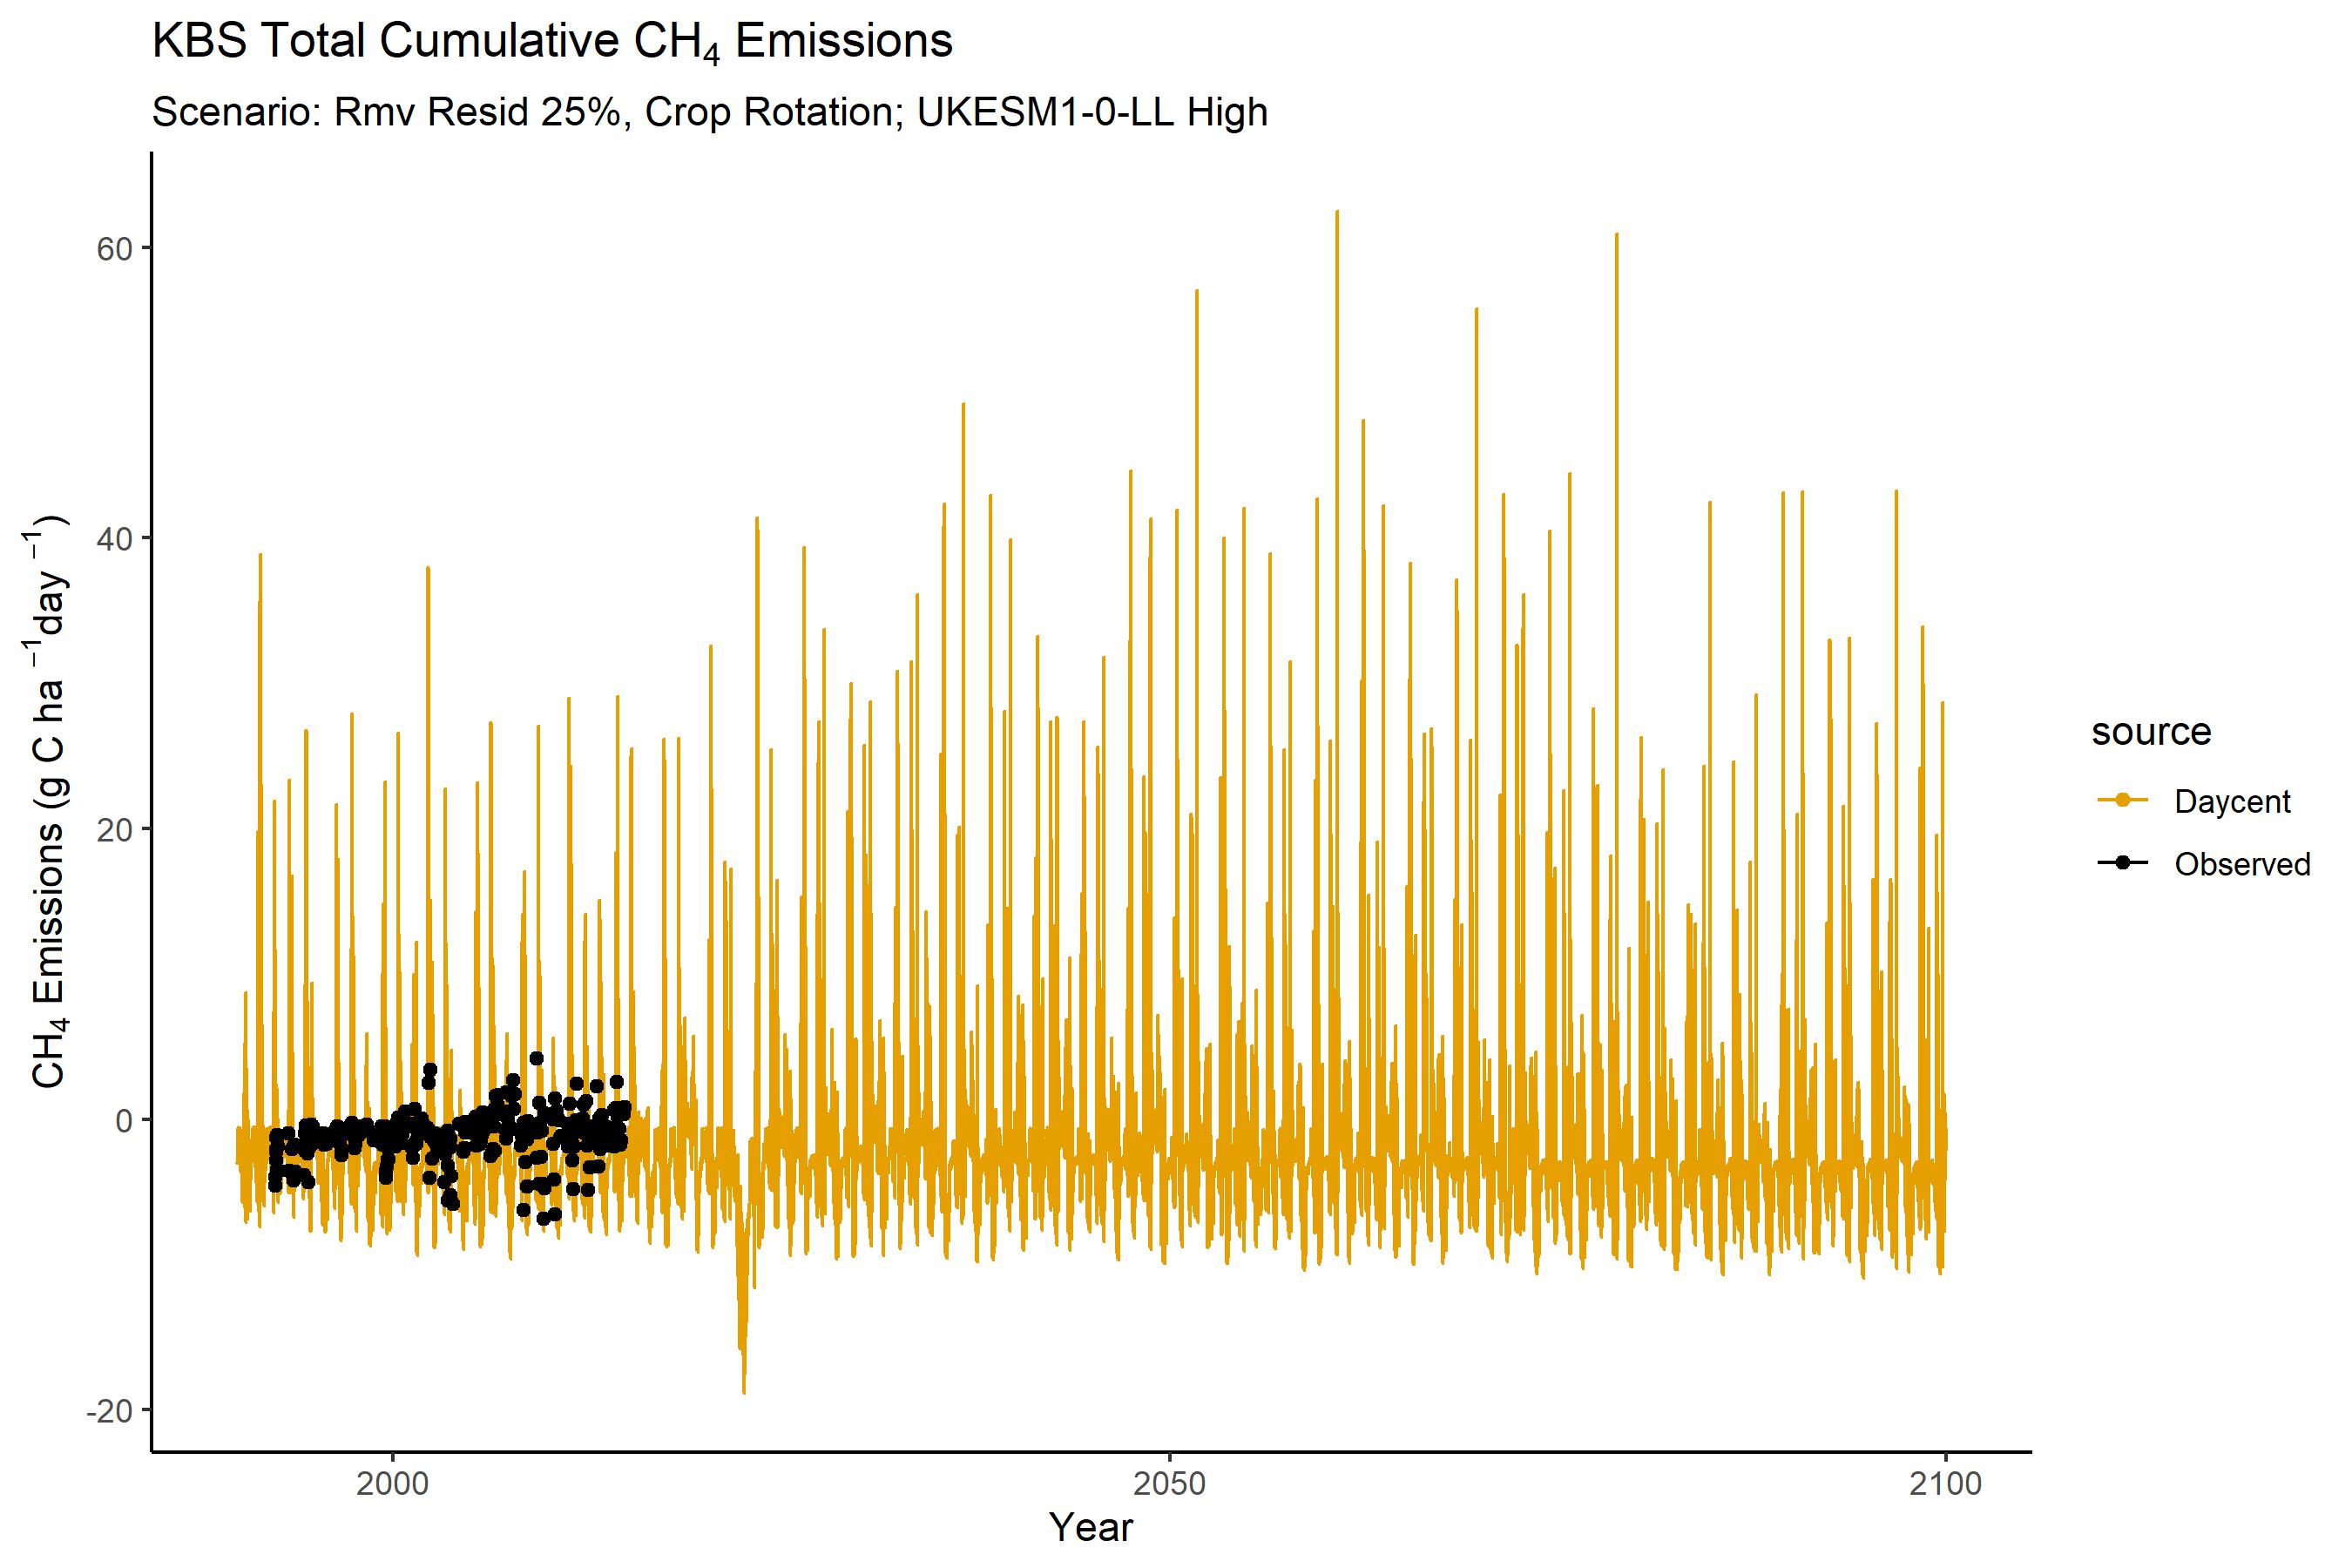 KBS Total Cumulative CH₄ Emissions
Scenario: Rmv Resid 25%, Crop Rotation; UKESM1-0-LL High
CH₄ Emissions (g C ha ⁻¹day ⁻¹)
60
40
20
0
-20
2000
2050
2100
Year
source
Daycent
Observed